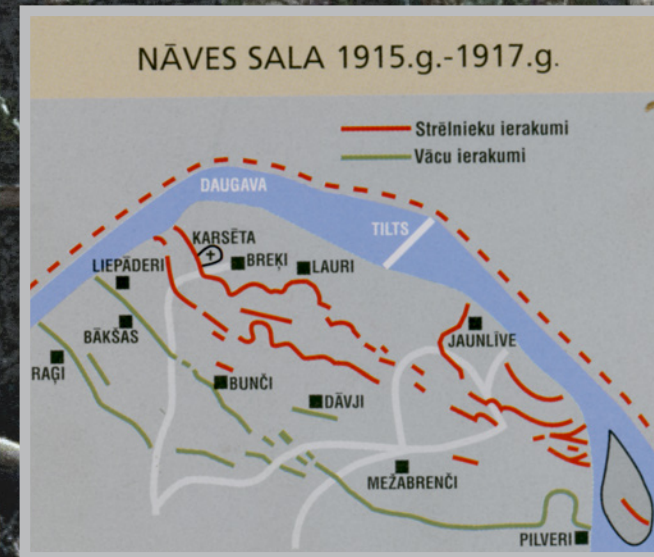 NĀVES SALA 1915.g.-1917.g.
Strēlnieku ierakumi
Vācu ierakumi
DAUGAVA
TILTS
KARSĒTA
BREĶI
LAURI
LIEPĀDERI
BĀKŠAS
JAUNLĪVE
RAĢI
BUNČI
DĀVJI
MEŽABRENČI
PILVERI